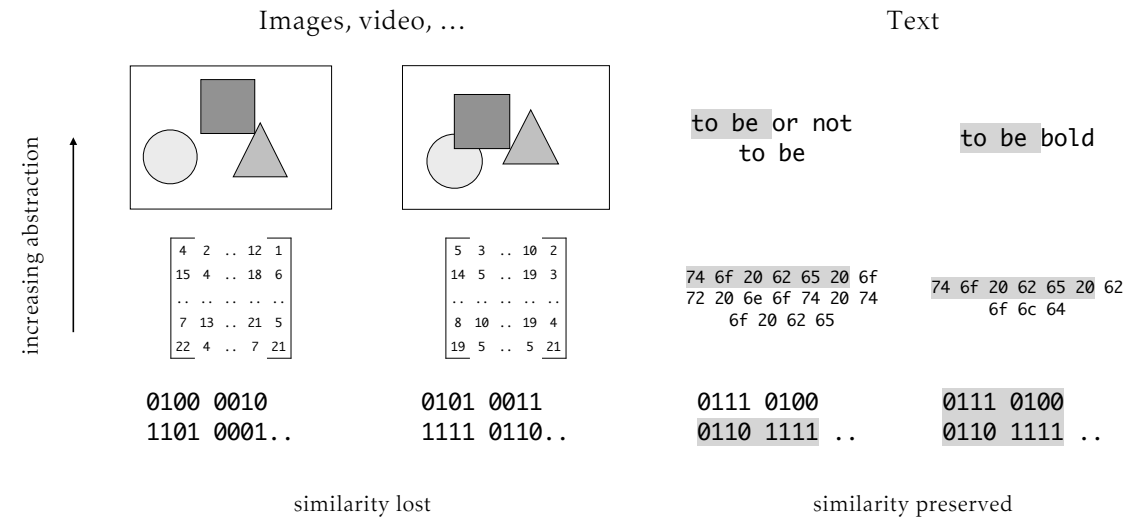 Images, video, ...
Text
increasing abstraction
to be or not
to be
to be bold
4 2 .. 12 1
15 4 .. 18 6
.. .. .. .. ..
7 13 .. 21 5
22 4 .. 7 21
5 3 .. 10 2
14 5 .. 19 3
.. .. .. .. ..
8 10 .. 19 4
19 5 .. 5 21
74 6f 20 62 65 20 6f
72 20 6e 6f 74 20 74
6f 20 62 65
74 6f 20 62 65 20 62
6f 6c 64
0100 0010
1101 0001..
0101 0011
1111 0110..
0111 0100
0110 1111 ..
0111 0100
0110 1111 ..
similarity lost
similarity preserved